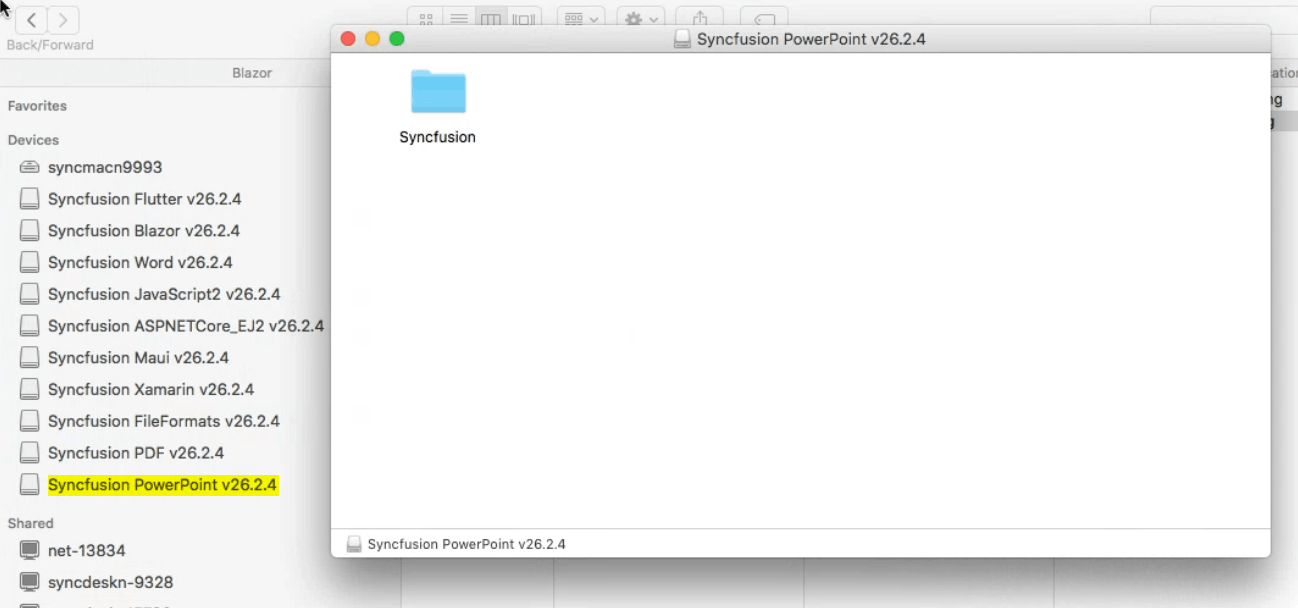 Back/Forward
Blazor
Favorites
Devices
syncmacn9993
Syncfusion Flutter v26.2.4
Syncfusion Blazor v26.2.4
Syncfusion Word v26.2.4
Syncfusion JavaScript2 v26.2.4
Syncfusion ASPNETCore_EJ2 v26.2.4
Syncfusion Maui v26.2.4
Syncfusion Xamarin v26.2.4
Syncfusion FileFormats v26.2.4
Syncfusion PDF v26.2.4
Syncfusion PowerPoint v26.2.4
Shared
net-13834
syncdeskn-9328
Syncfusion PowerPoint v26.2.4
Syncfusion
Syncfusion PowerPoint v26.2.4